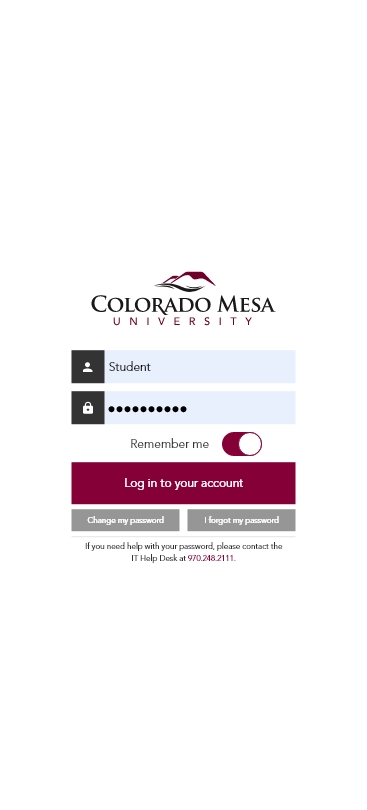 COLORADO MESA
UNIVERSITY
Student
Remember me
Log in to your account
Change my password
I forgot my password
If you need help with your password, please contact the
IT Help Desk at 970.248.2111.